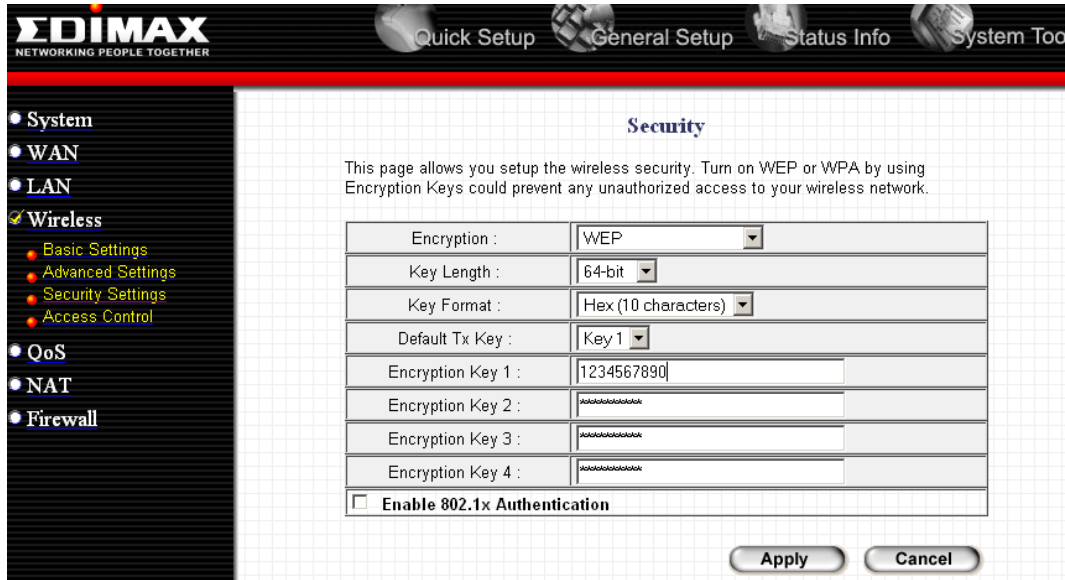 EDIMAX
NETWORKING PEOPLE TOGETHER
Quick Setup General Setup Status Info System Too
System
WAN
LAN
Wireless
Basic Settings
Advanced Settings
Security Settings
Access Control
QoS
NAT
Firewall
Security
This page allows you setup the wireless security. Turn on WEP or WPA by using
Encryption Keys could prevent any unauthorized access to your wireless network.
Encryption : WEP
Key Length : 64-bit
Key Format : Hex (10 characters)
Default Tx Key : Key 1
Encryption Key 1 : 1234567890
Encryption Key 2 : **********
Encryption Key 3 : **********
Encryption Key 4 : **********
Enable 802.1x Authentication
Apply Cancel